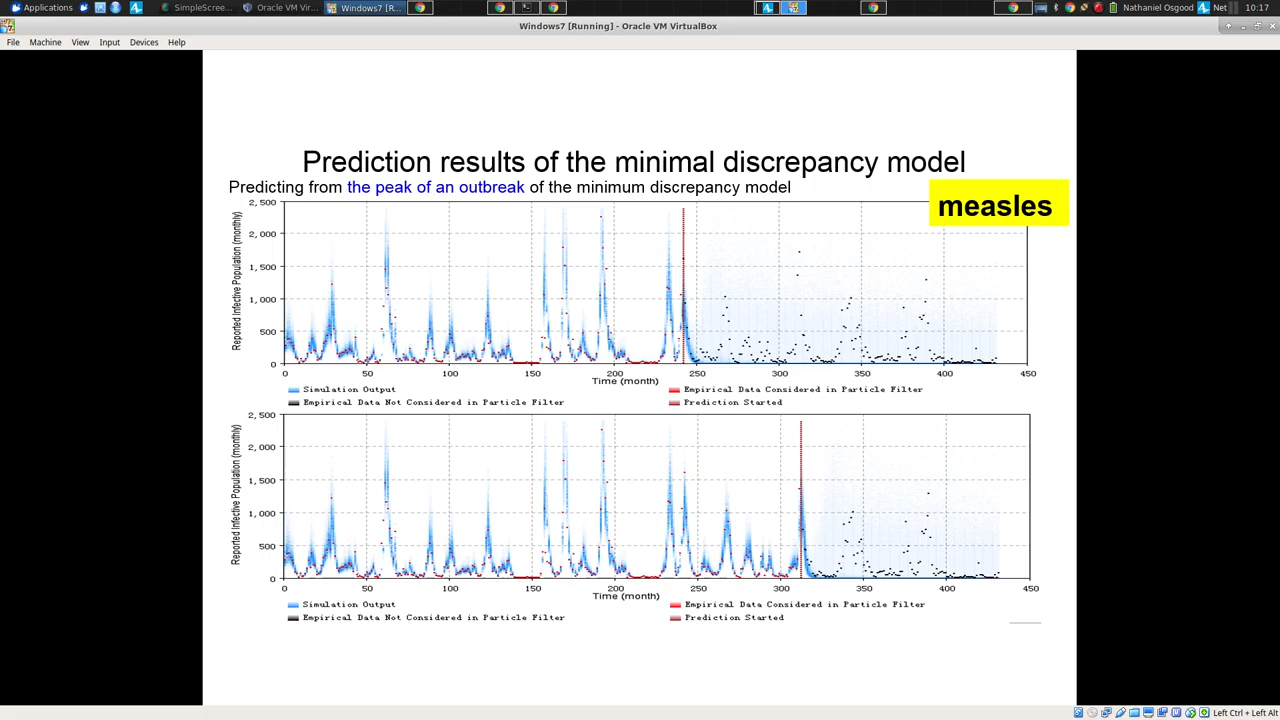 Applications
SimpleScree...
Oracle VM Vir...
Windows7 [R...
Nathaniel Osgood
Net
10:17
Windows7 [Running] - Oracle VM VirtualBox
File Machine View Input Devices Help
Prediction results of the minimal discrepancy model
Predicting from the peak of an outbreak of the minimum discrepancy model
measles
Reported Infective Population (monthly)
2,500
2,000
1,500
1,000
500
0
0 50 100 150 200 250 300 350 400 450
Time (month)
Simulation Output
Empirical Data Considered in Particle Filter
Empirical Data Not Considered in Particle Filter
Prediction Started
Reported Infective Population (monthly)
2,500
2,000
1,500
1,000
500
0
0 50 100 150 200 250 300 350 400 450
Time (month)
Simulation Output
Empirical Data Considered in Particle Filter
Empirical Data Not Considered in Particle Filter
Prediction Started
Left Ctrl + Left Alt